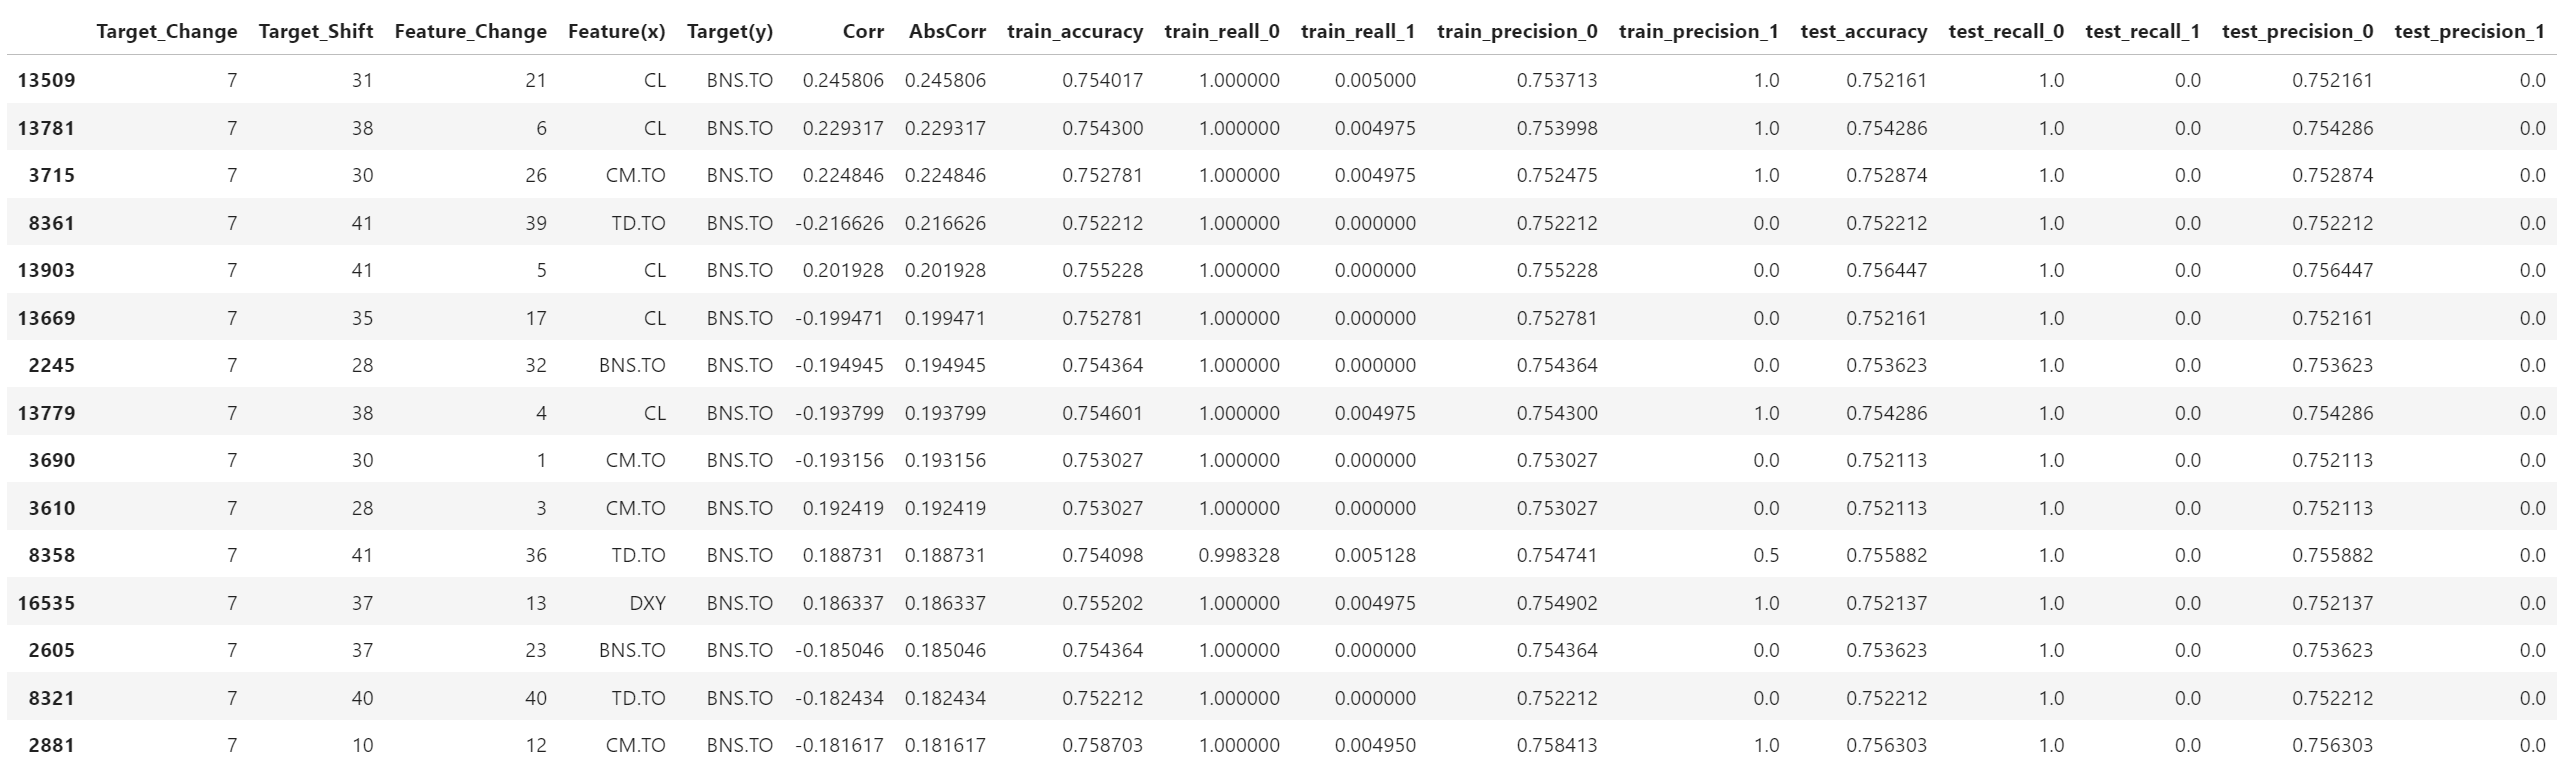 Target_Change Target_Shift Feature_Change Feature(x) Target(y) Corr AbsCorr train_accuracy train_reall_0 train_reall_1 train_precision_0 train_precision_1 test_accuracy test_recall_0 test_recall_1 test_precision_0 test_precision_1
13509 7 31 21 CL BNS.TO 0.245806 0.245806 0.754017 1.000000 0.005000 0.753713 1.0 0.752161 1.0 0.0 0.752161 0.0
13781 7 38 6 CL BNS.TO 0.229317 0.229317 0.754300 1.000000 0.004975 0.753998 1.0 0.754286 1.0 0.0 0.754286 0.0
3715 7 30 26 CM.TO BNS.TO 0.224846 0.224846 0.752781 1.000000 0.004975 0.752475 1.0 0.752874 1.0 0.0 0.752874 0.0
8361 7 41 39 TD.TO BNS.TO -0.216626 0.216626 0.752212 1.000000 0.000000 0.752212 0.0 0.752212 1.0 0.0 0.752212 0.0
13903 7 41 5 CL BNS.TO 0.201928 0.201928 0.755228 1.000000 0.000000 0.755228 0.0 0.756447 1.0 0.0 0.756447 0.0
13669 7 35 17 CL BNS.TO -0.199471 0.199471 0.752781 1.000000 0.000000 0.752781 0.0 0.752161 1.0 0.0 0.752161 0.0
2245 7 28 32 BNS.TO BNS.TO -0.194945 0.194945 0.754364 1.000000 0.000000 0.754364 0.0 0.753623 1.0 0.0 0.753623 0.0
13779 7 38 4 CL BNS.TO -0.193799 0.193799 0.754601 1.000000 0.004975 0.754300 1.0 0.754286 1.0 0.0 0.754286 0.0
3690 7 30 1 CM.TO BNS.TO -0.193156 0.193156 0.753027 1.000000 0.000000 0.753027 0.0 0.752113 1.0 0.0 0.752113 0.0
3610 7 28 3 CM.TO BNS.TO 0.192419 0.192419 0.753027 1.000000 0.000000 0.753027 0.0 0.752113 1.0 0.0 0.752113 0.0
8358 7 41 36 TD.TO BNS.TO 0.188731 0.188731 0.754098 0.998328 0.005128 0.754741 0.5 0.755882 1.0 0.0 0.755882 0.0
16535 7 37 13 DXY BNS.TO 0.186337 0.186337 0.755202 1.000000 0.004975 0.754902 1.0 0.752137 1.0 0.0 0.752137 0.0
2605 7 37 23 BNS.TO BNS.TO -0.185046 0.185046 0.754364 1.000000 0.000000 0.754364 0.0 0.753623 1.0 0.0 0.753623 0.0
8321 7 40 40 TD.TO BNS.TO -0.182434 0.182434 0.752212 1.000000 0.000000 0.752212 0.0 0.752212 1.0 0.0 0.752212 0.0
2881 7 10 12 CM.TO BNS.TO -0.181617 0.181617 0.758703 1.000000 0.004950 0.758413 1.0 0.756303 1.0 0.0 0.756303 0.0